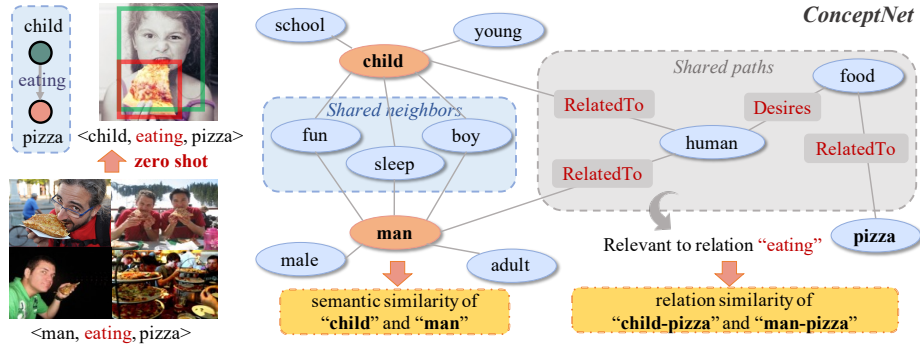 child
eating
pizza
<child, eating, pizza>
zero shot
<man, eating, pizza>
ConceptNet
school
young
child
Shared neighbors
fun
boy
sleep
man
male
adult
semantic similarity of
“child” and “man”
Shared paths
food
RelatedTo
Desires
human
RelatedTo
RelatedTo
pizza
Relevant to relation “eating”
relation similarity of
“child-pizza” and “man-pizza”